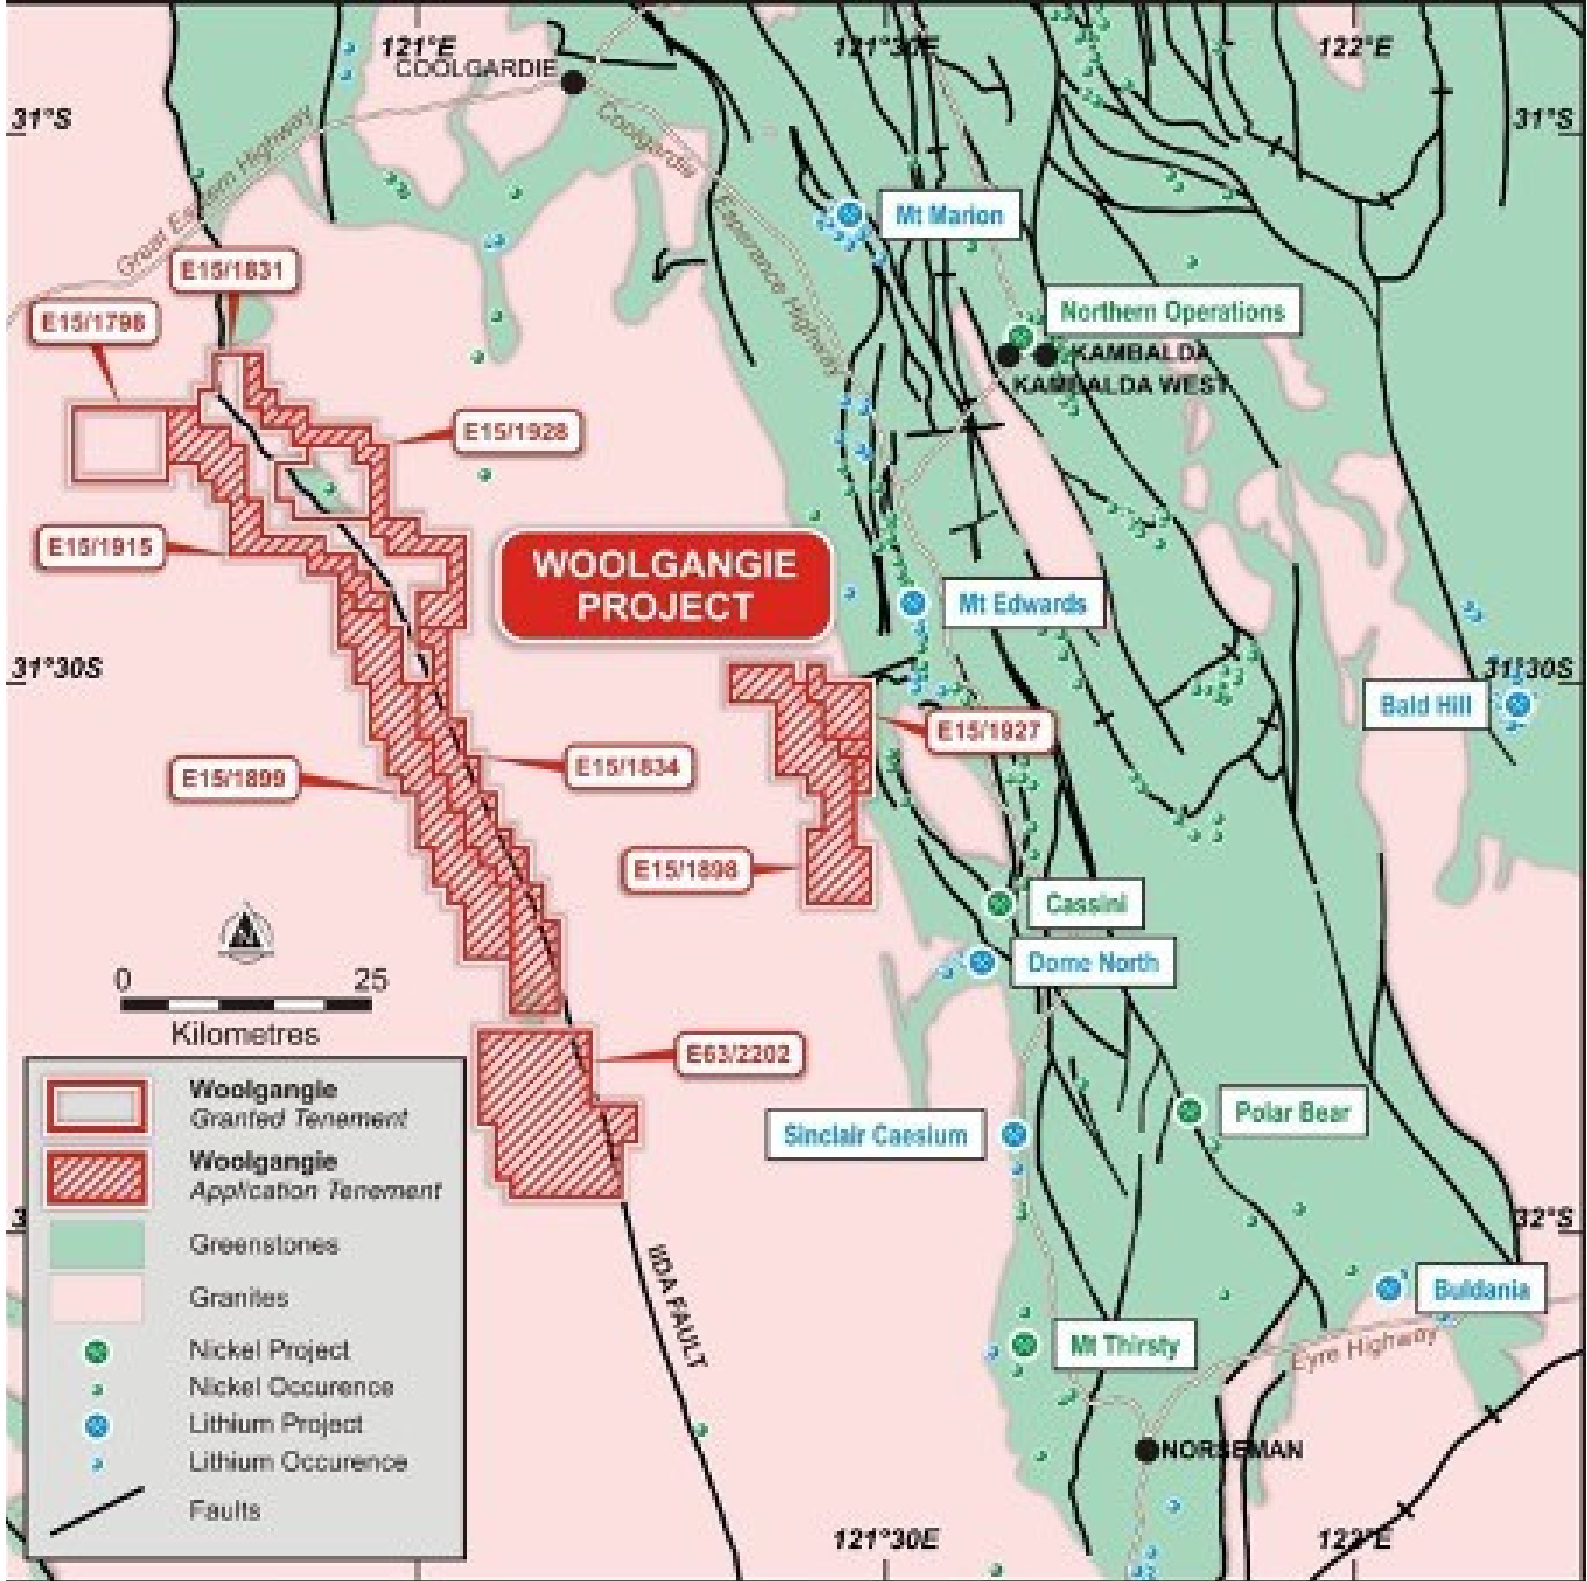 121°E
121°30E
122°E
COOLGARDIE
31°S
31°S
Great Eastern Highway
Coolgardie
Esperance Highway
Mt Marion
E15/1831
E15/1798
Northern Operations
KAMBALDA
KAMBALDA WEST
E15/1928
E15/1915
WOOLGANGIE
PROJECT
Mt Edwards
31°30S
31°30S
Bald Hill
E15/1927
E15/1834
E15/1899
E15/1898
Cassini
Dome North
0
25
Kilometres
E63/2202
Woolgangie
Granted Tenement
Woolgangie
Application Tenement
Greenstones
Granites
Nickel Project
Nickel Occurence
Lithium Project
Lithium Occurence
Faults
Sinclair Caesium
Polar Bear
32°S
IDA FAULT
Buldania
Mt Thirsty
Eyre Highway
NORSEMAN
121°30E
122°E